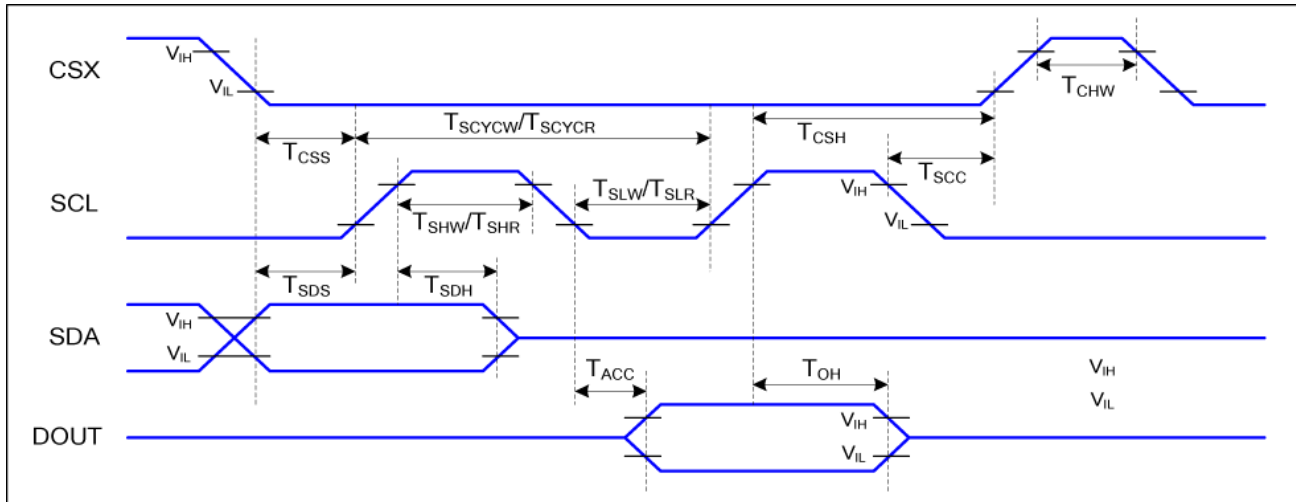 CSX
VIH
VIL
TCHW
TSCYCW/TSCYCR
TCSH
TCSS
TSCC
SCL
TSLW/TSLR
VIH
VIL
TSHW/TSHR
TSDS
TSDH
SDA
VIH
VIL
TACC
TOH
VIH
VIL
DOUT
VIH
VIL